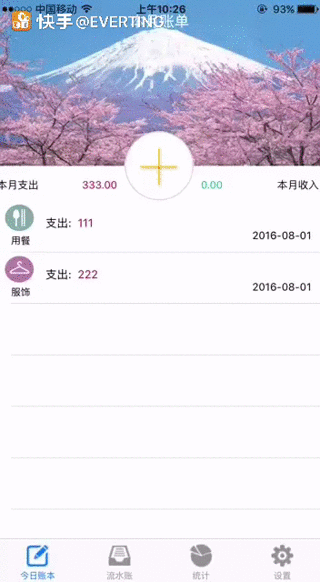 中国移动 上午10:26 93%
快手 @EVERTING
账单
本月支出 333.00 0.00 本月收入
支出: 111
用餐 2016-08-01
支出: 222
服饰 2016-08-01
今日账本 流水账 统计 设置